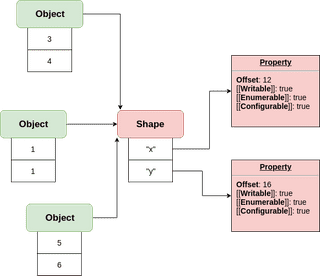 Object
3
4
Object
1
1
Object
5
6
Shape
"x"
"y"
Property
Offset: 12
[[Writable]]: true
[[Enumerable]]: true
[[Configurable]]: true
Property
Offset: 16
[[Writable]]: true
[[Enumerable]]: true
[[Configurable]]: true